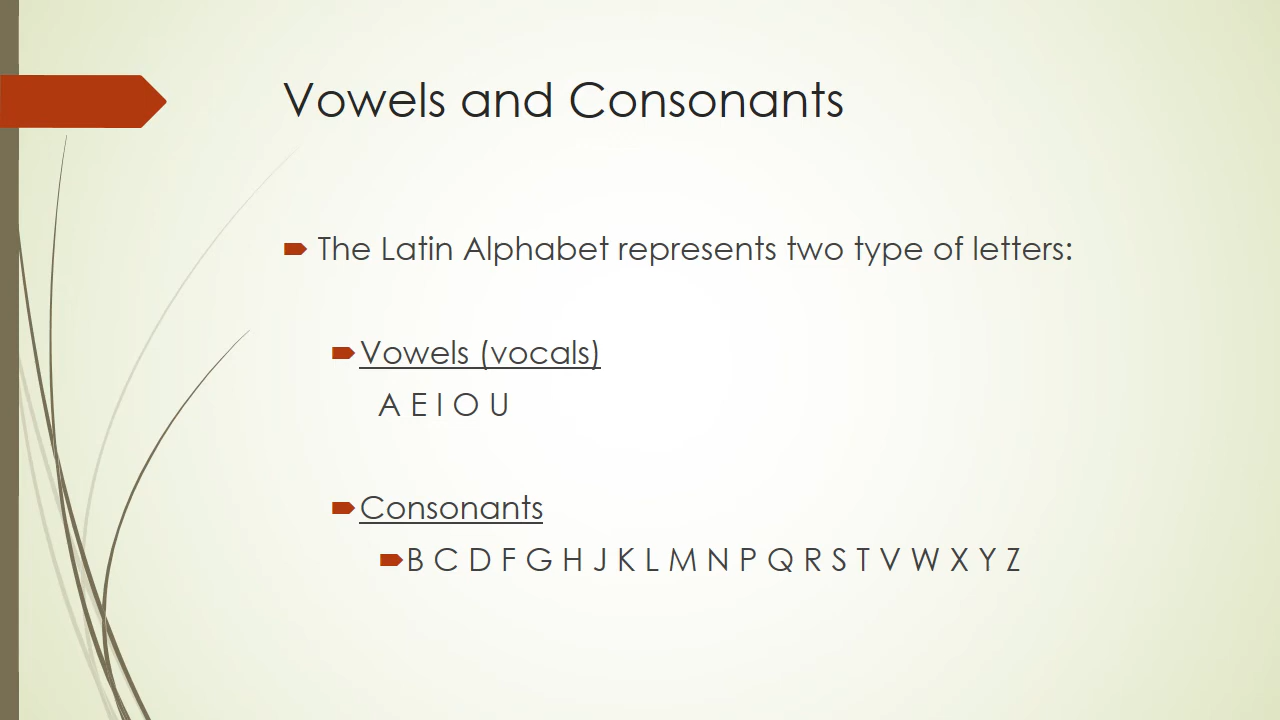 Vowels and Consonants
The Latin Alphabet represents two type of letters:
Vowels (vocals)
A E I O U
Consonants
B C D F G H J K L M N P Q R S T V W X Y Z